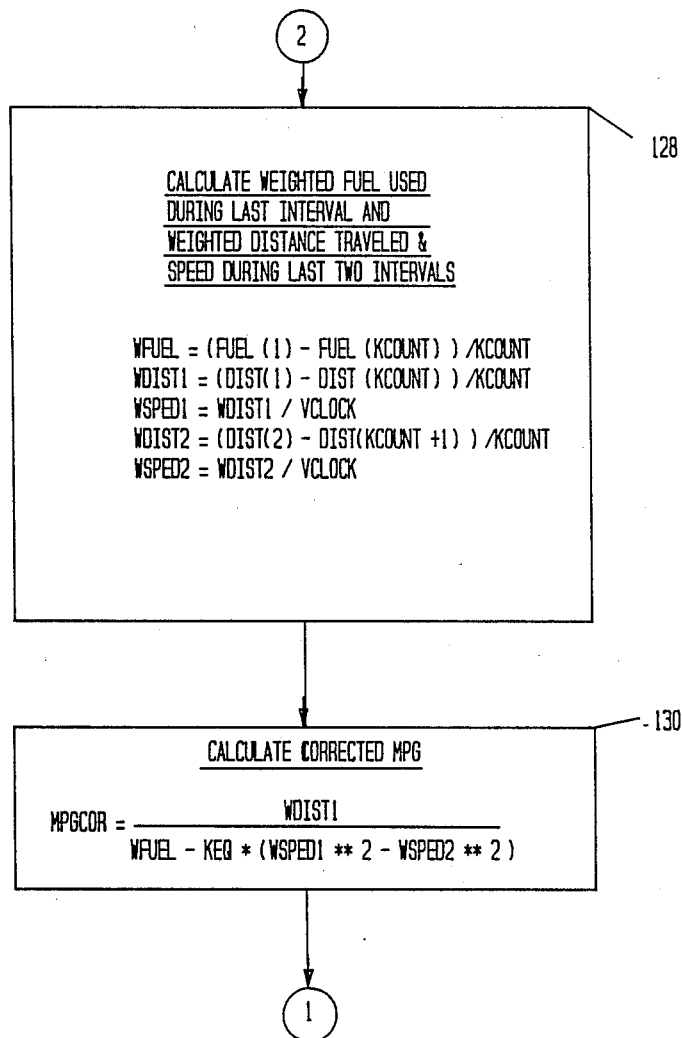 2
128
CALCULATE WEIGHTED FUEL USED
DURING LAST INTERVAL AND
WEIGHTED DISTANCE TRAVELED &
SPEED DURING LAST TWO INTERVALS
WFUEL = (FUEL (1) - FUEL (KCOUNT) ) /KCOUNT
WDIST1 = (DIST(1) - DIST (KCOUNT) ) /KCOUNT
WSPED1 = WDIST1 / VCLOCK
WDIST2 = (DIST(2) - DIST(KCOUNT +1) ) /KCOUNT
WSPED2 = WDIST2 / VCLOCK
130
CALCULATE CORRECTED MPG
WDIST1
MPGCOR =
WFUEL - KEQ * (WSPED1 ** 2 - WSPED2 ** 2 )
1